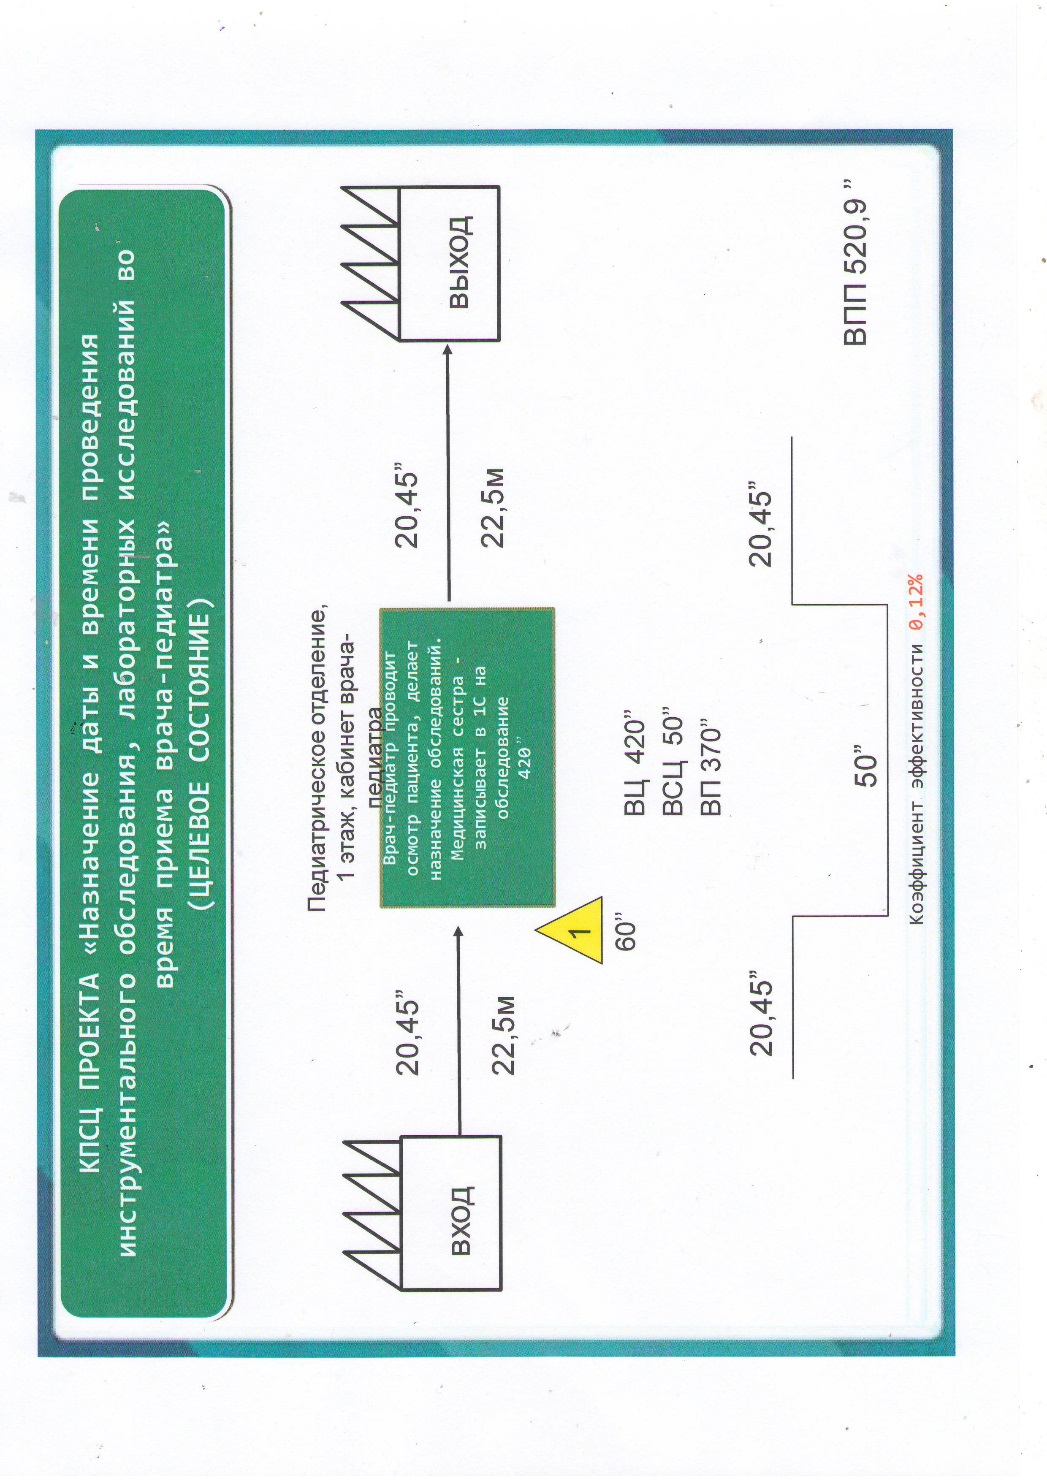 КПСЦ ПРОЕКТА «Назначение даты и времени проведения
инструментального обследования, лабораторных исследований во
время приема врача-педиатра»
(ЦЕЛЕВОЕ СОСТОЯНИЕ)
Педиатрическое отделение,
1 этаж, кабинет врача-
педиатра
ВХОД
20,45”
22,5м
Врач-педиатр проводит
осмотр пациента, делает
назначение обследований.
Медицинская сестра -
записывает в 1С на
обследование
420”
1
60”
20,45”
22,5м
ВЫХОД
ВЦ 420”
ВСЦ 50”
ВП 370”
20,45”
50”
20,45”
ВПП 520,9 ”
Коэффициент эффективности 0,12%